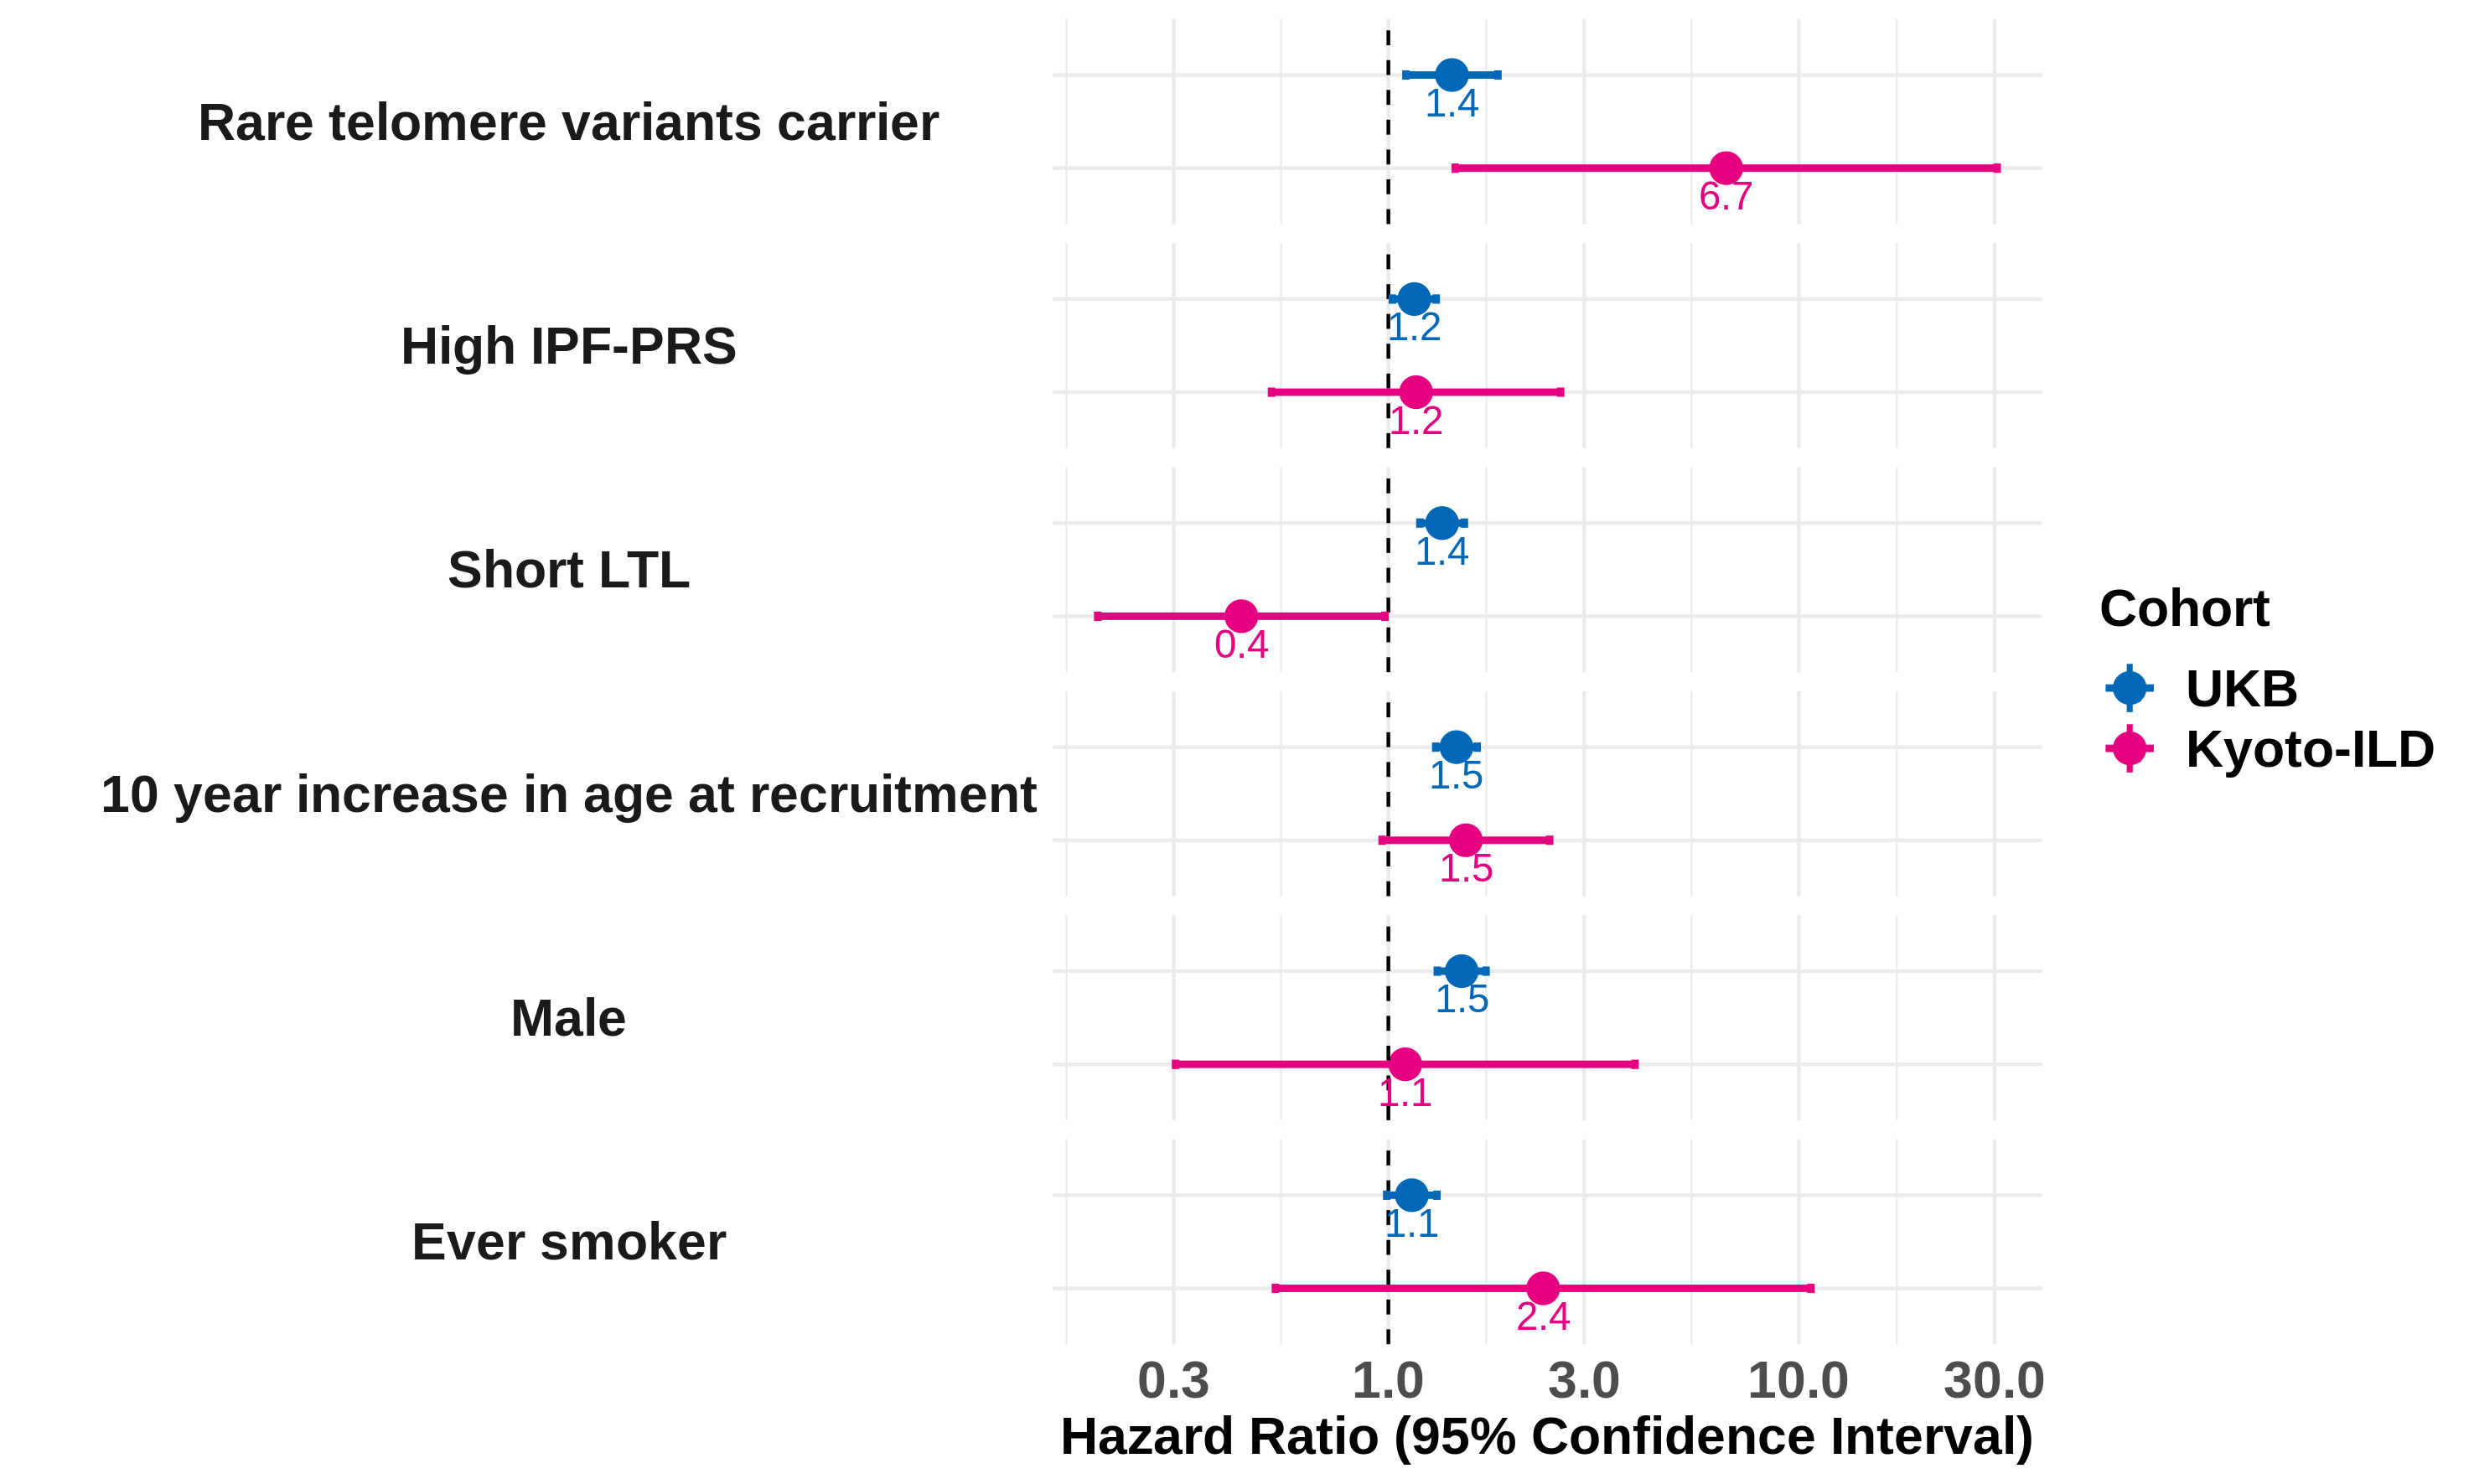 Rare telomere variants carrier
1.4
6.7
High IPF-PRS
1.2
1.2
Short LTL
1.4
0.4
10 year increase in age at recruitment
1.5
1.5
Male
1.5
1.1
Ever smoker
1.1
2.4
0.3 1.0 3.0 10.0 30.0
Hazard Ratio (95% Confidence Interval)
Cohort
UKB
Kyoto-ILD